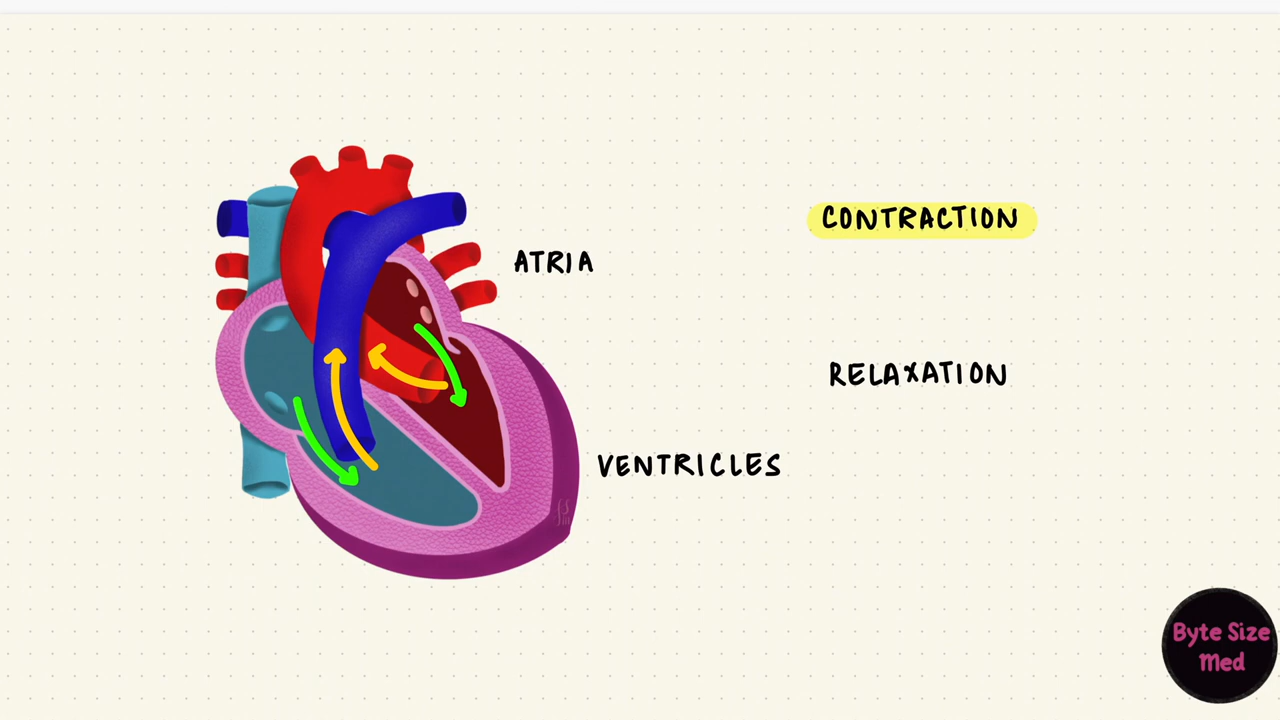 CONTRACTION
ATRIA
RELAXATION
VENTRICLES
Byte Size
Med